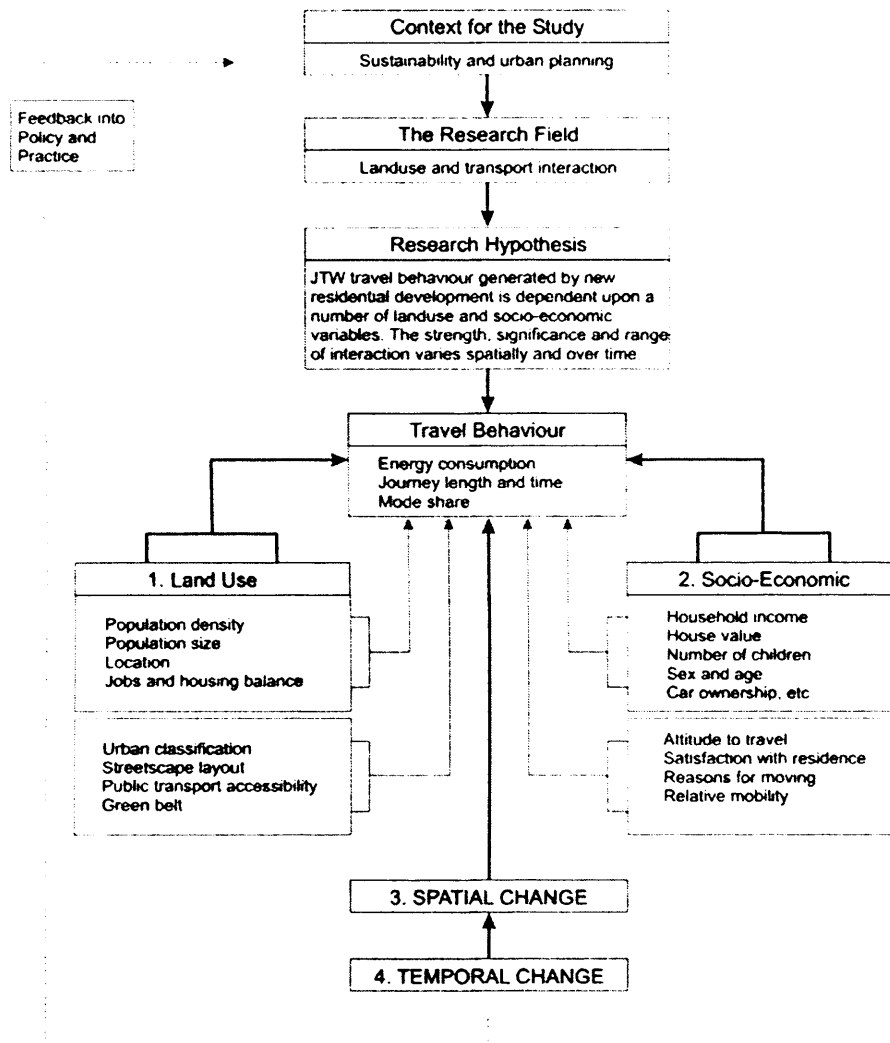 Context for the Study
Sustainability and urban planning
Feedback into
Policy and
Practice
The Research Field
Landuse and transport interaction
Research Hypothesis
JTW travel behaviour generated by new
residential development is dependent upon a
number of landuse and socio-economic
variables. The strength, significance and range
of interaction varies spatially and over time
Travel Behaviour
Energy consumption
Journey length and time
Mode share
1. Land Use
Population density
Population size
Location
Jobs and housing balance
Urban classification
Streetscape layout
Public transport accessibility
Green belt
2. Socio-Economic
Household income
House value
Number of children
Sex and age
Car ownership, etc
Attitude to travel
Satisfaction with residence
Reasons for moving
Relative mobility
3. SPATIAL CHANGE
4. TEMPORAL CHANGE